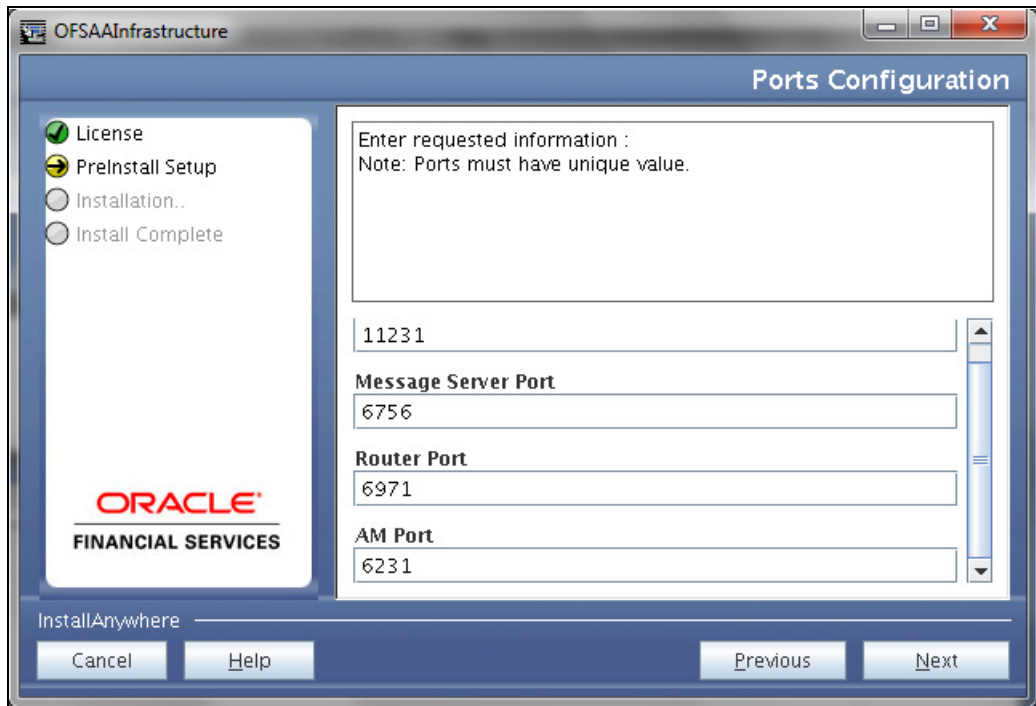 OFSAAInfrastructure
Ports Configuration
License
PreInstall Setup
Installation..
Install Complete
ORACLE
FINANCIAL SERVICES
Enter requested information :
Note: Ports must have unique value.
11231
Message Server Port
6756
Router Port
6971
AM Port
6231
InstallAnywhere
Cancel
Help
Previous
Next